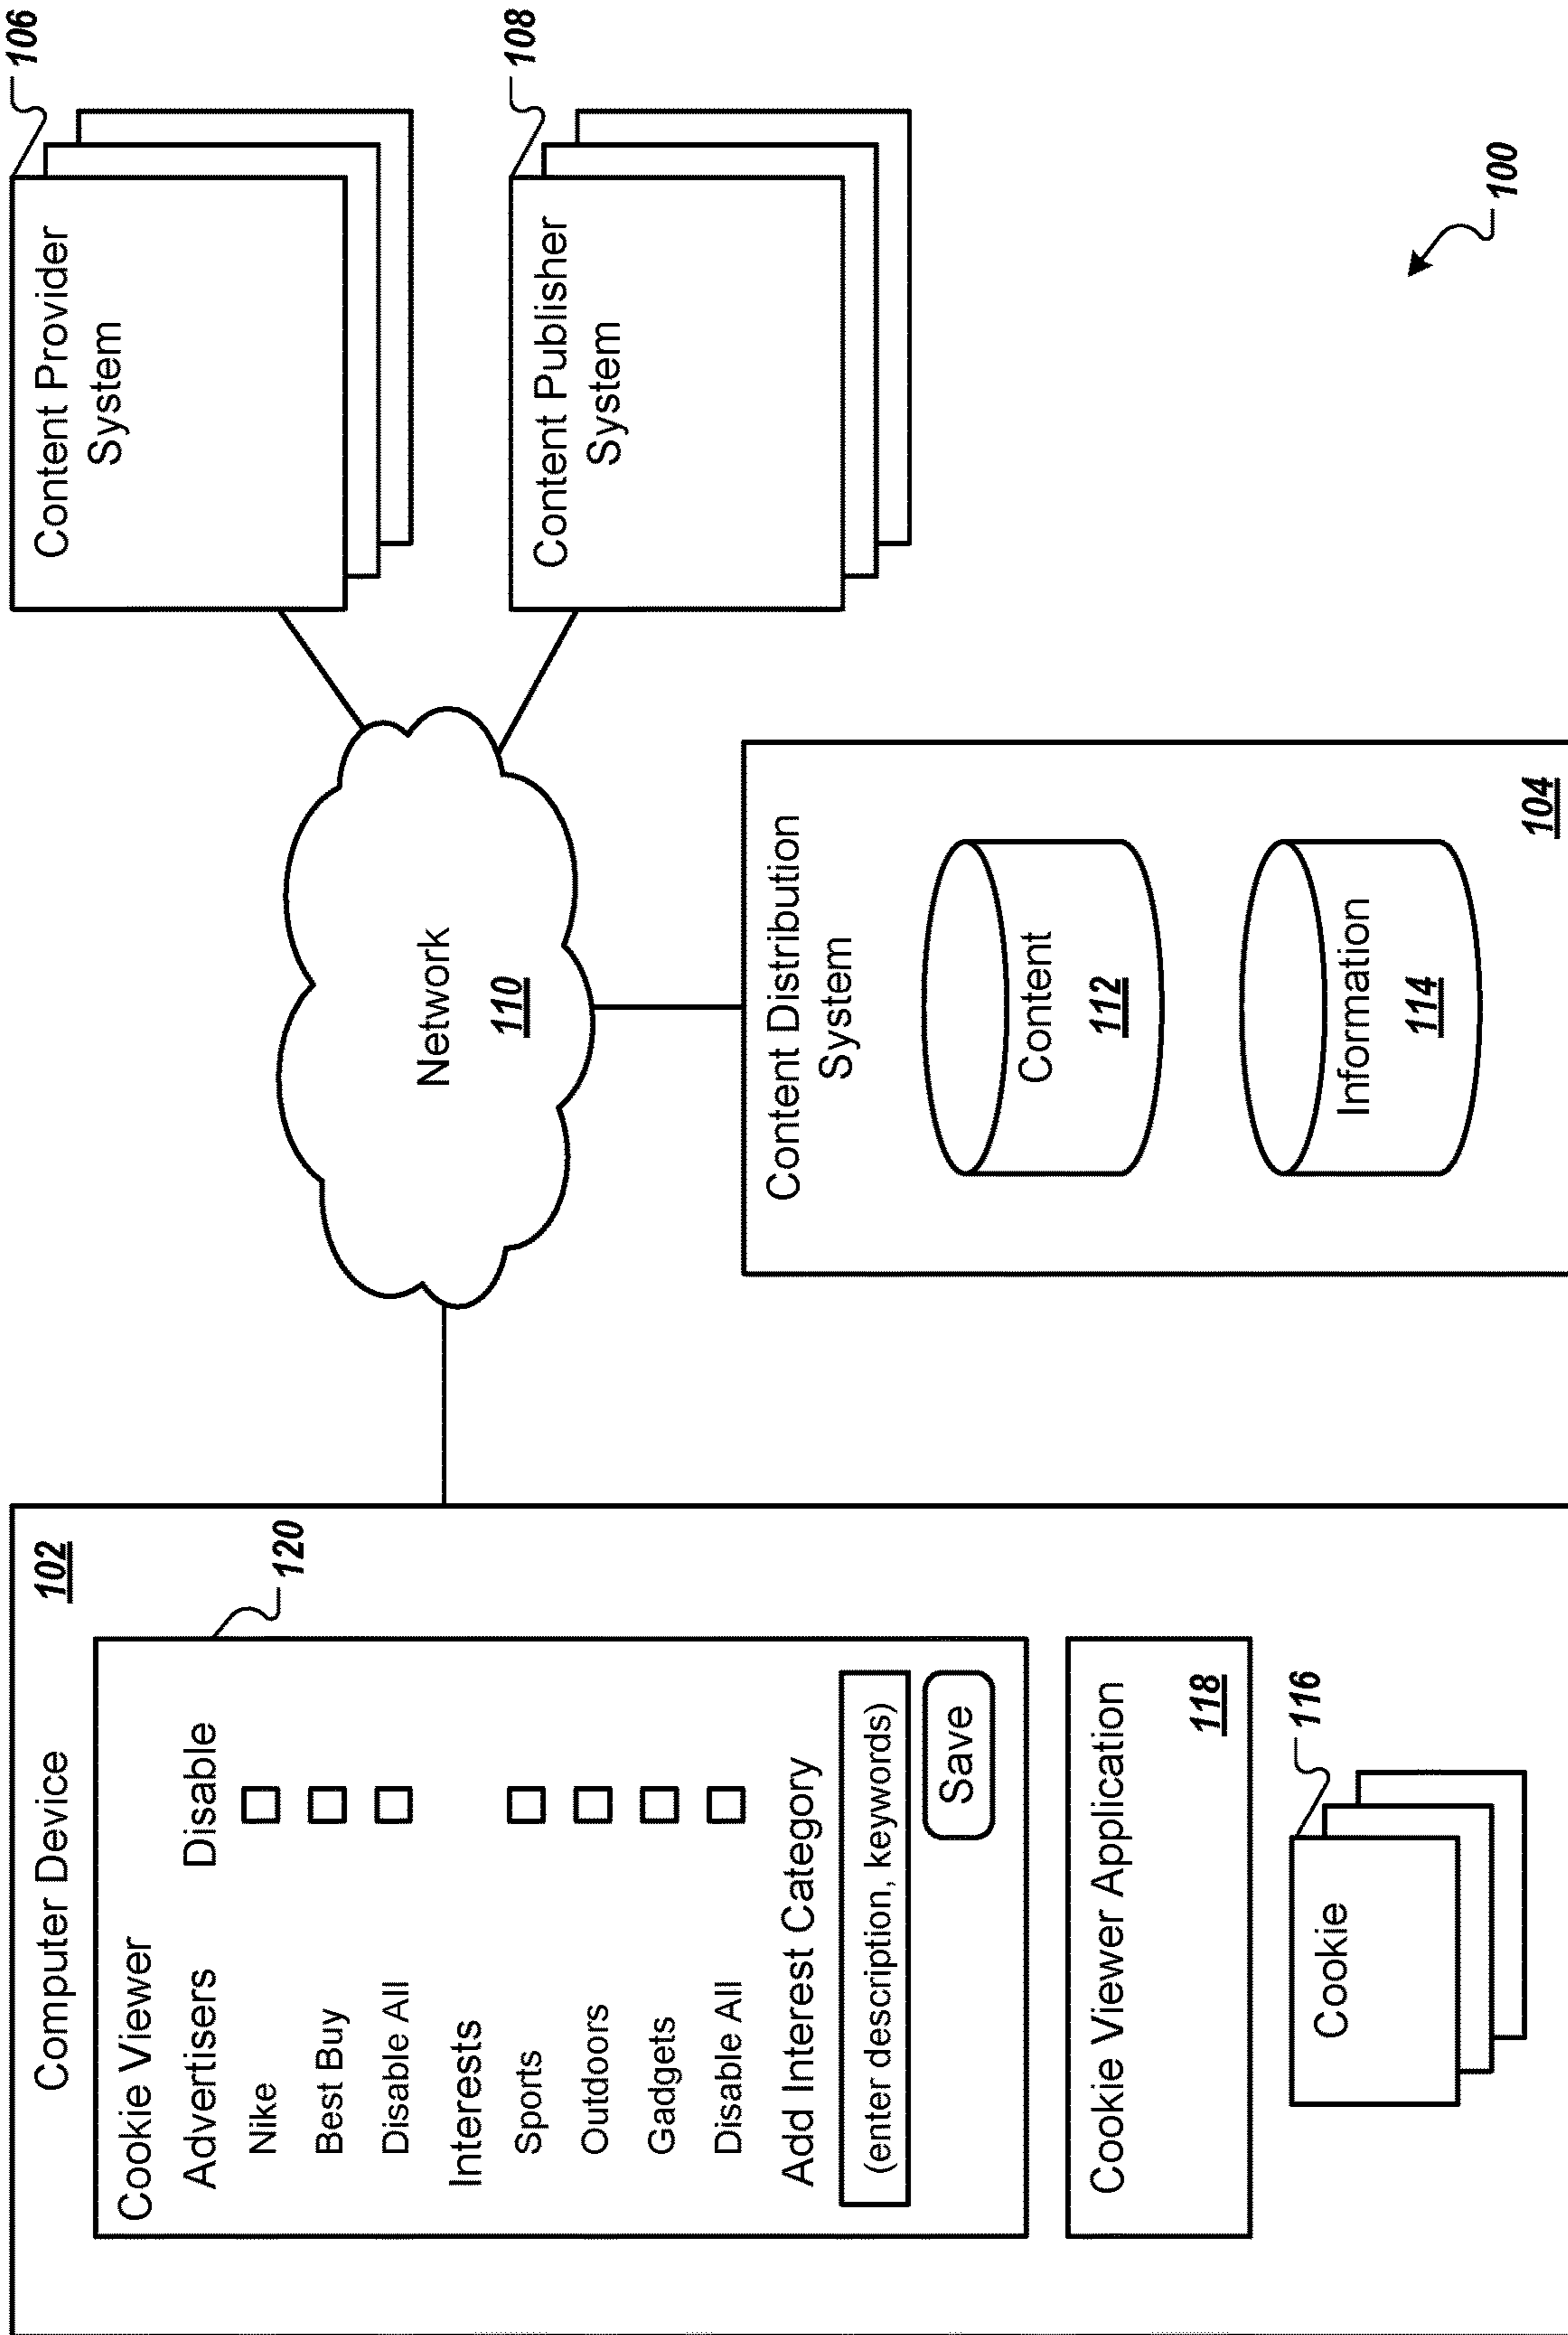 Computer Device
102
Cookie Viewer
120
Advertisers Disable
Nike
Best Buy
Disable All
Interests
Sports
Outdoors
Gadgets
Disable All
Add Interest Category
(enter description, keywords)
Save
Cookie Viewer Application
118
116
Cookie
Network
110
Content Distribution
System
Content
112
Information
114
104
106
Content Provider
System
108
Content Publisher
System
100